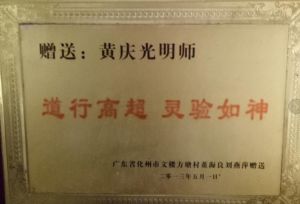 赠送：黄庆光明师
道行高超 灵验如神
广东省化州市文楼方塘村董海良刘燕萍赠送
二零一三年五月一日